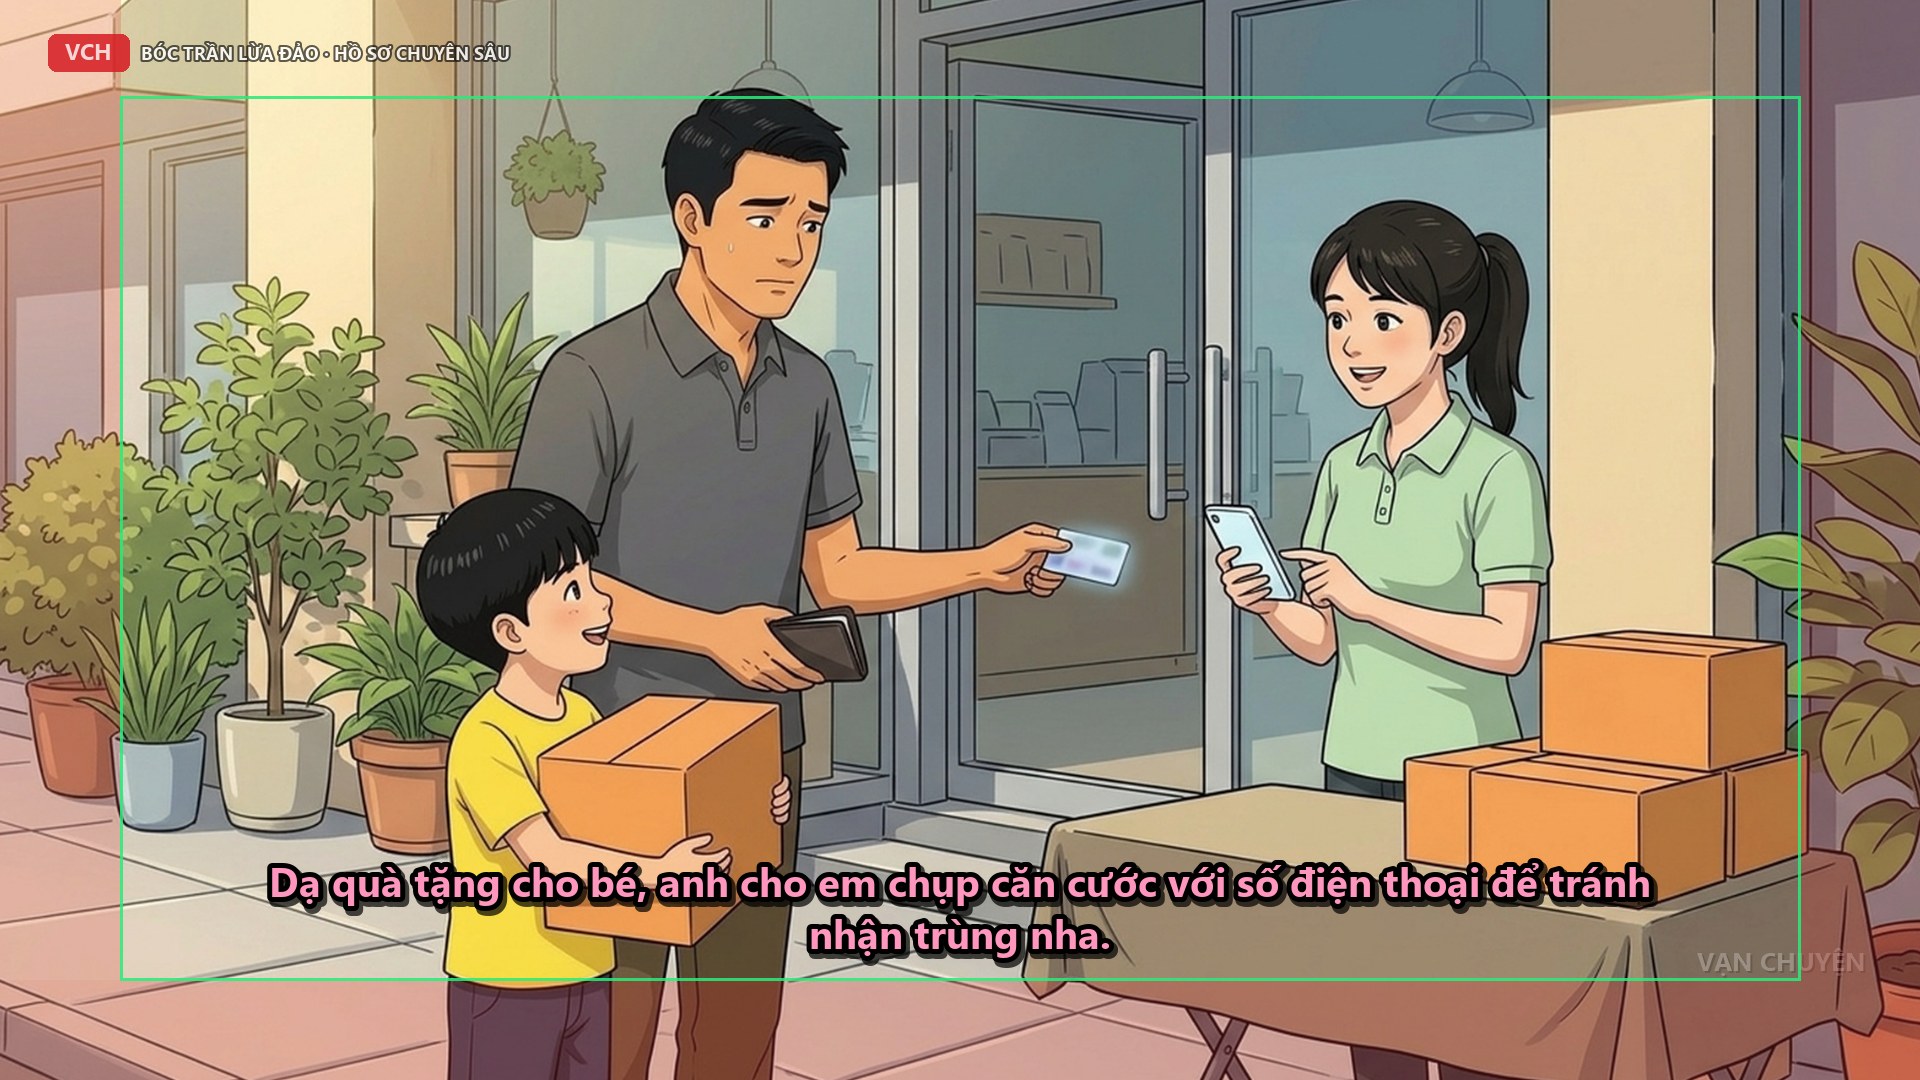 VCH BÓC TRẦN LỪA ĐẢO · HỒ SƠ CHUYÊN SÂU
Dạ quà tặng cho bé, anh cho em chụp căn cước với số điện thoại để tránh
nhận trùng nha.
VẠN CHUYỆN